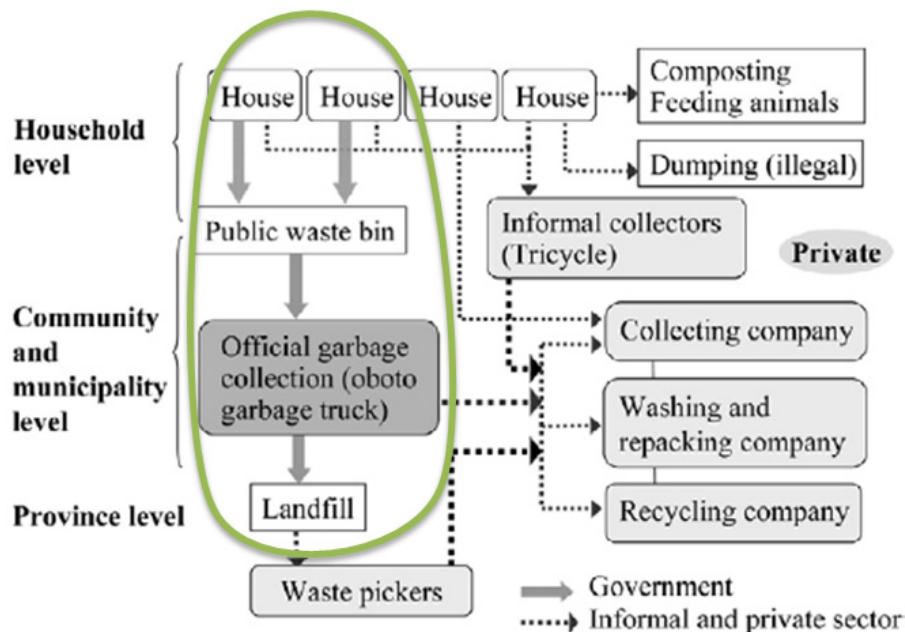 House
House
House
House
Composting
Feeding animals
Household
level
Dumping (illegal)
Public waste bin
Informal collectors
(Tricycle)
Private
Community
and
municipality
level
Official garbage
collection (oboto
garbage truck)
Collecting company
Washing and
repacking company
Province level
Landfill
Recycling company
Waste pickers
Government
Informal and private sector